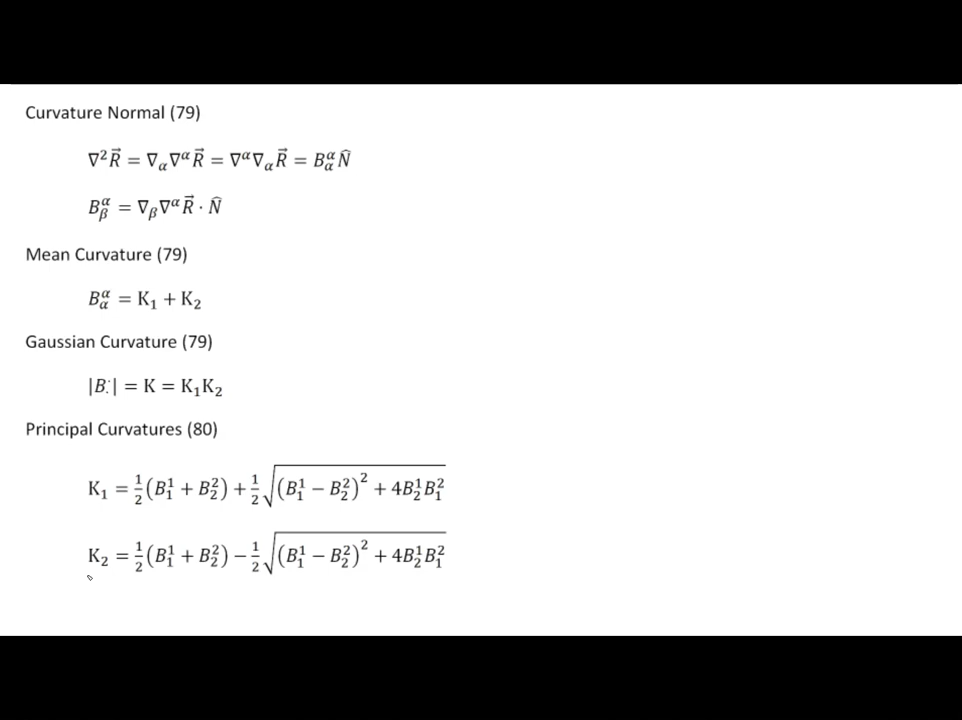 Curvature Normal (79)
∇²R⃗ = ∇_α∇^αR⃗ = ∇^α∇_αR⃗ = B^α_α N̂
B^α_β = ∇_β∇^αR⃗ · N̂
Mean Curvature (79)
B^α_α = K₁ + K₂
Gaussian Curvature (79)
|B^·_·| = K = K₁K₂
Principal Curvatures (80)
K₁ = ½(B^1_1 + B^2_2) + ½√((B^1_1 − B^2_2)² + 4B^1_2B^2_1)
K₂ = ½(B^1_1 + B^2_2) − ½√((B^1_1 − B^2_2)² + 4B^1_2B^2_1)